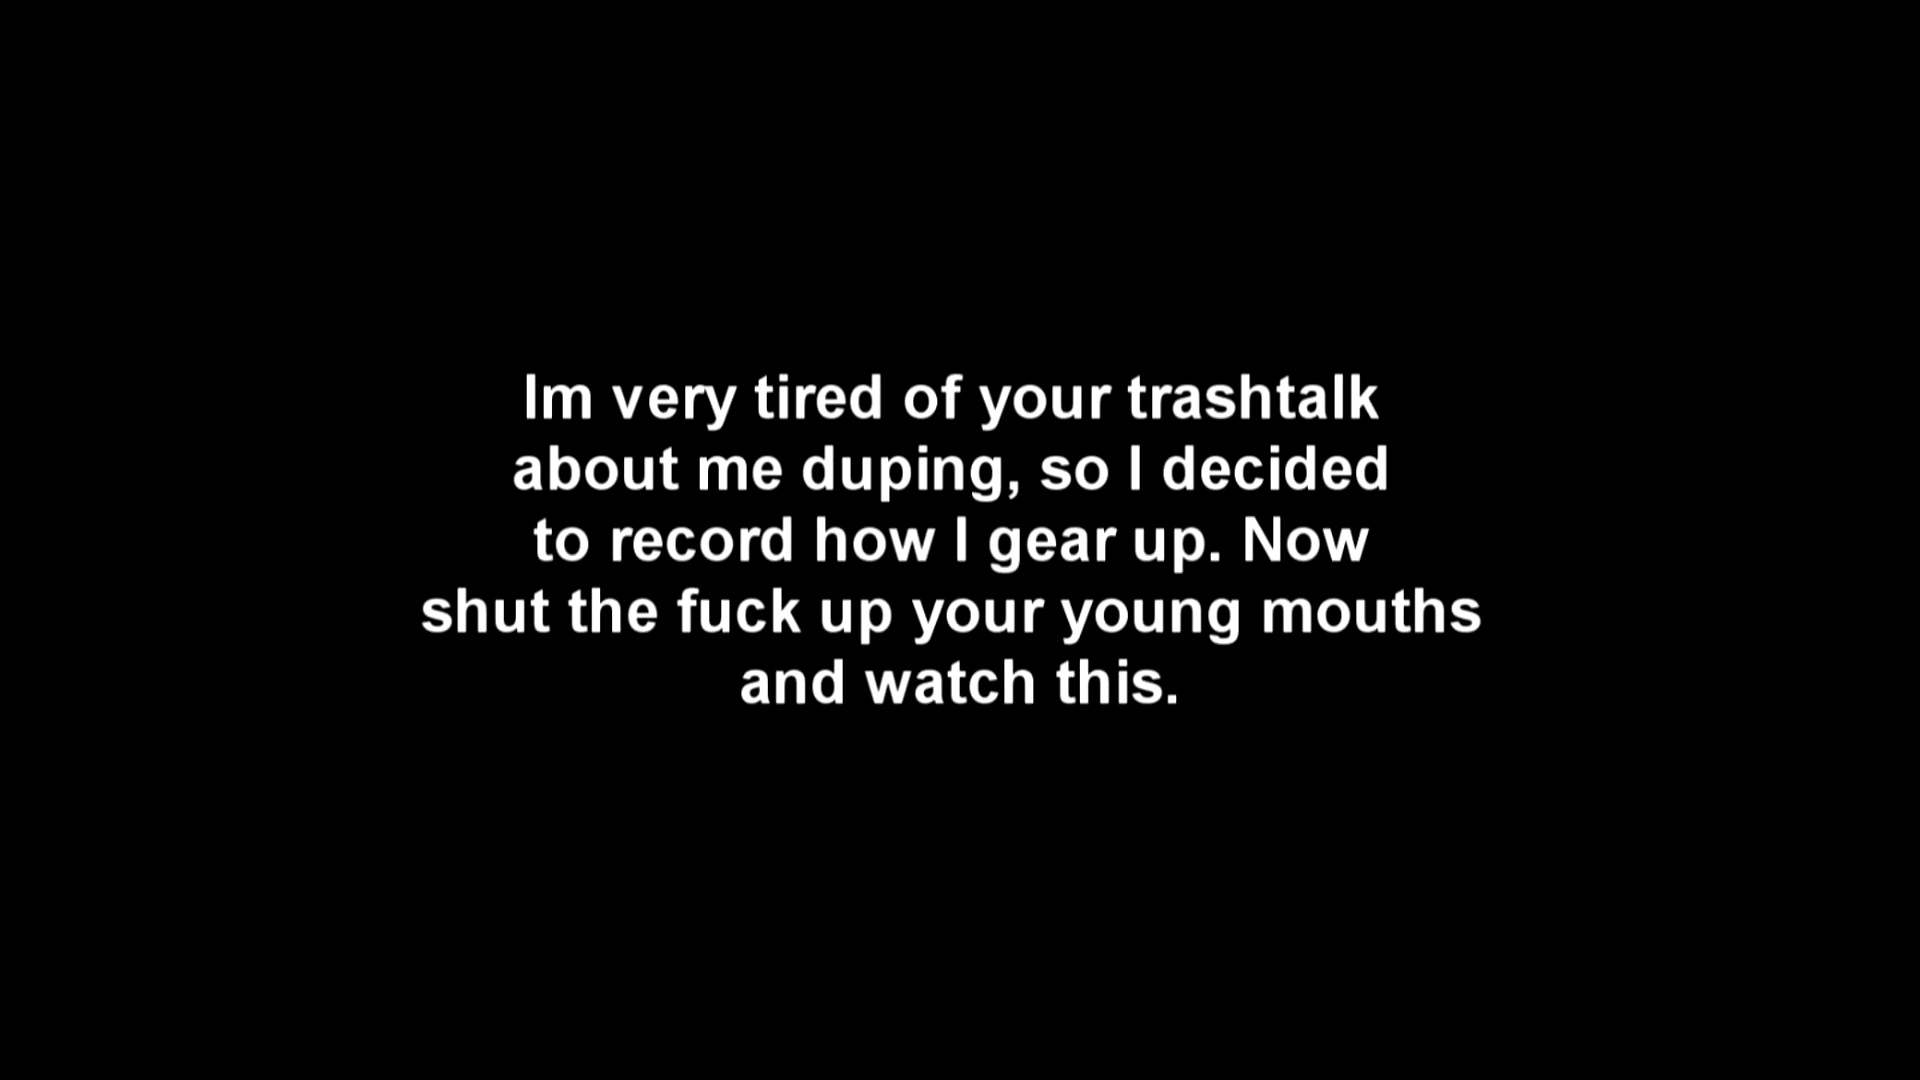 Im very tired of your trashtalk
about me duping, so I decided
to record how I gear up. Now
shut the fuck up your young mouths
and watch this.